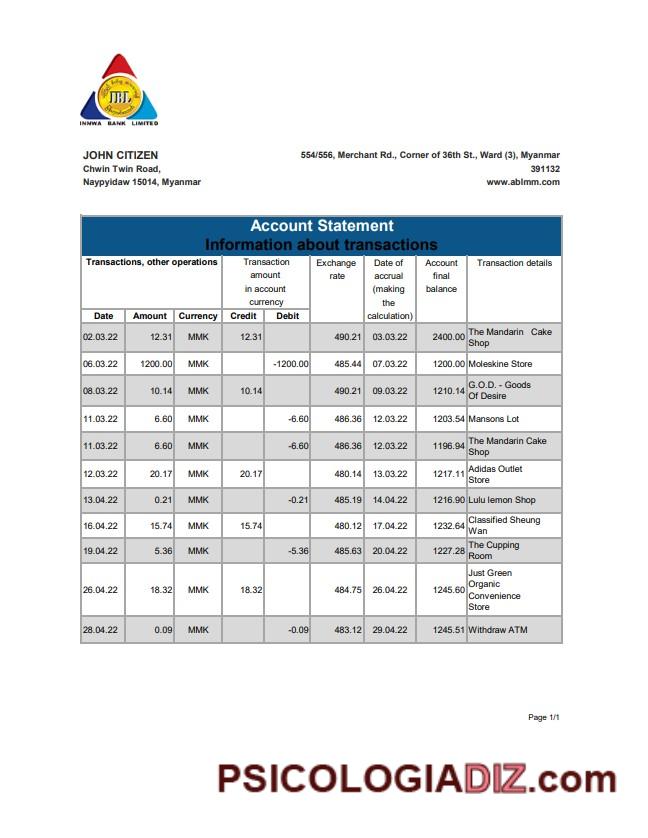 JBL
INNWA BANK LIMITED
JOHN CITIZEN
Chwin Twin Road,
Naypyidaw 15014, Myanmar
554/556, Merchant Rd., Corner of 36th St., Ward (3), Myanmar
391132
www.ablmm.com
Account Statement
Information about transactions
Transactions, other operations
Transaction
amount
in account
currency
Exchange
rate
Date of
accrual
(making
the
calculation)
Account
final
balance
Transaction details
Date Amount Currency Credit Debit
02.03.22 12.31 MMK 12.31 490.21 03.03.22 2400.00 The Mandarin Cake
Shop
06.03.22 1200.00 MMK -1200.00 485.44 07.03.22 1200.00 Moleskine Store
08.03.22 10.14 MMK 10.14 490.21 09.03.22 1210.14 G.O.D. - Goods
Of Desire
11.03.22 6.60 MMK -6.60 486.36 12.03.22 1203.54 Mansons Lot
11.03.22 6.60 MMK -6.60 486.36 12.03.22 1196.94 The Mandarin Cake
Shop
12.03.22 20.17 MMK 20.17 480.14 13.03.22 1217.11 Adidas Outlet
Store
13.04.22 0.21 MMK -0.21 485.19 14.04.22 1216.90 Lulu lemon Shop
16.04.22 15.74 MMK 15.74 480.12 17.04.22 1232.64 Classified Sheung
Wan
19.04.22 5.36 MMK -5.36 485.63 20.04.22 1227.28 The Cupping
Room
26.04.22 18.32 MMK 18.32 484.75 26.04.22 1245.60 Just Green
Organic
Convenience
Store
28.04.22 0.09 MMK -0.09 483.12 29.04.22 1245.51 Withdraw ATM
Page 1/1
PSICOLOGIADIZ.com